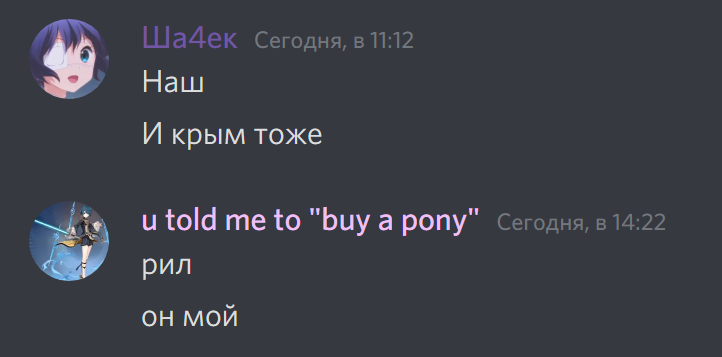 Ша4ек Сегодня, в 11:12
Наш
И крым тоже
u told me to "buy a pony" Сегодня, в 14:22
рил
он мой